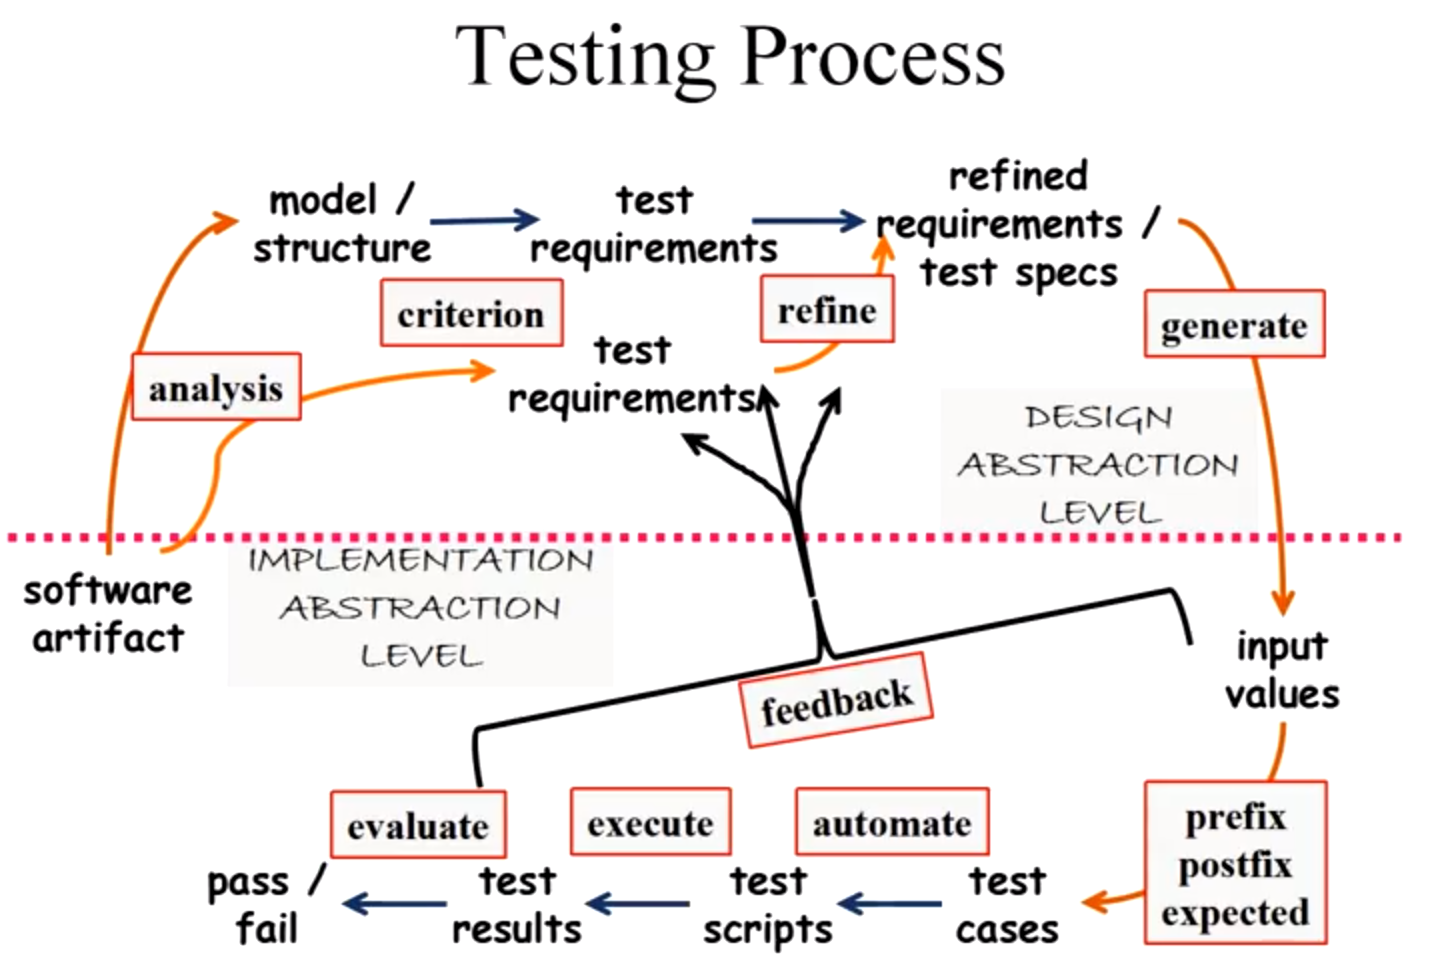 Testing Process
model /
structure
test
requirements
refined
requirements /
test specs
criterion
refine
generate
analysis
test
requirements
DESIGN
ABSTRACTION
LEVEL
IMPLEMENTATION
ABSTRACTION
LEVEL
software
artifact
input
values
feedback
evaluate
execute
automate
prefix
postfix
expected
pass /
fail
test
results
test
scripts
test
cases